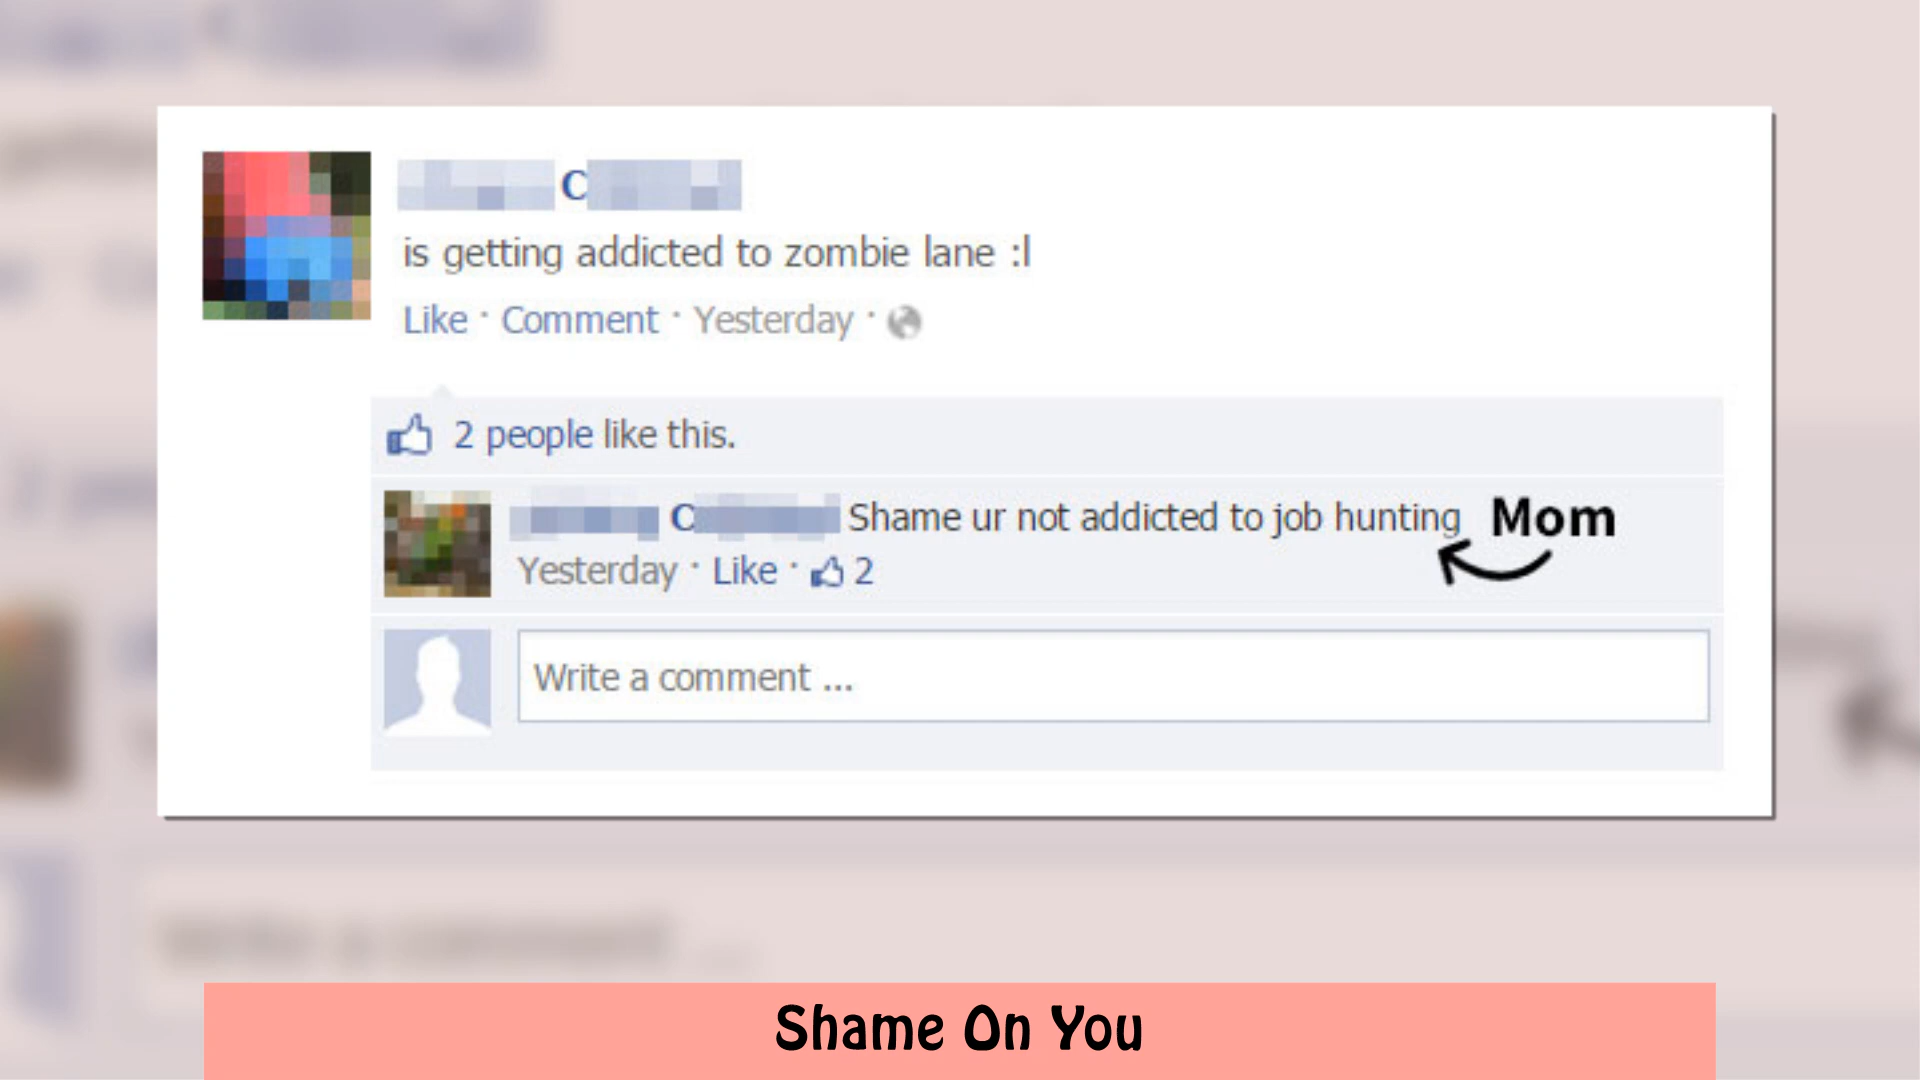 C
is getting addicted to zombie lane :l
Like · Comment · Yesterday ·
2 people like this.
C Shame ur not addicted to job hunting Mom
Yesterday · Like · 2
Write a comment ...
Shame On You